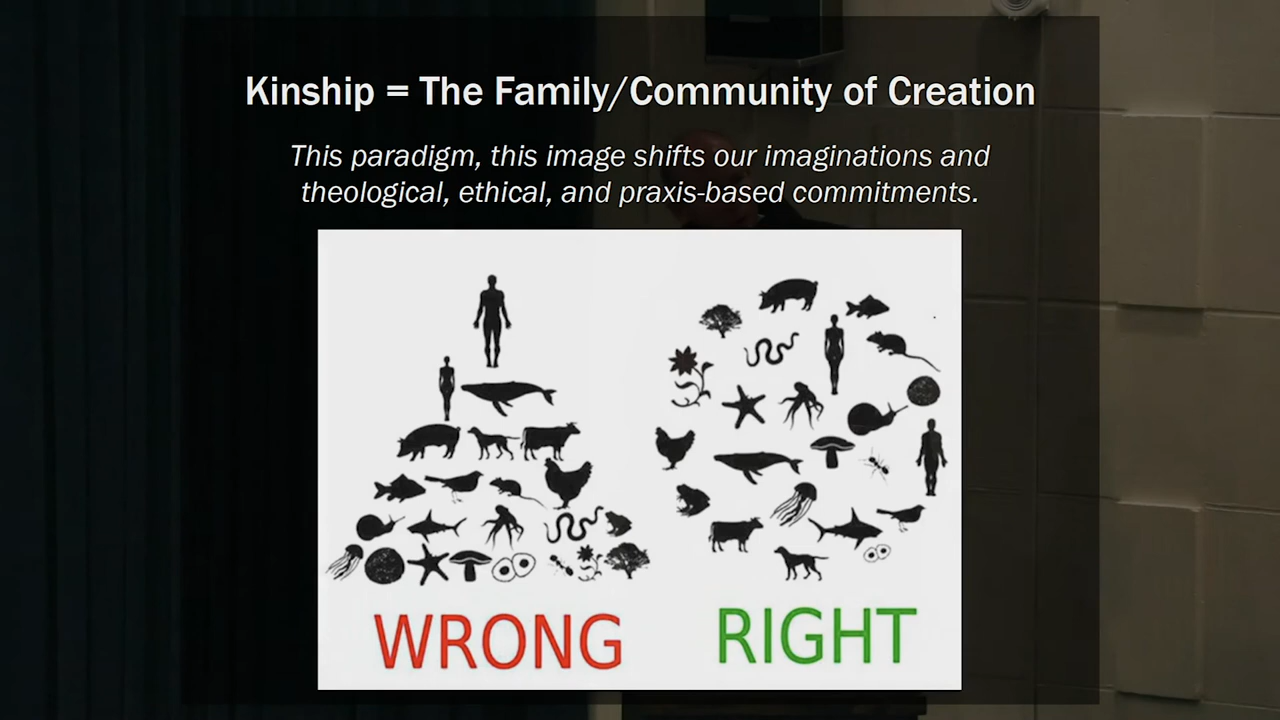 Kinship = The Family/Community of Creation
This paradigm, this image shifts our imaginations and
theological, ethical, and praxis-based commitments.
WRONG
RIGHT